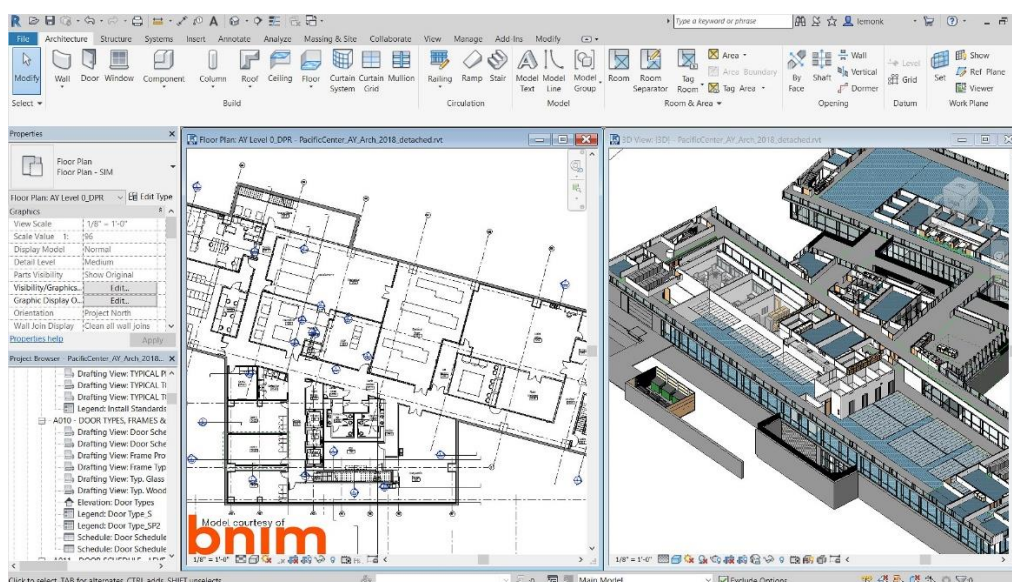 Type a keyword or phrase
lemonk
File Architecture Structure Systems Insert Annotate Analyze Massing & Site Collaborate View Manage Add-Ins Modify
Modify Wall Door Window Component Column Roof Ceiling Floor Curtain System Curtain Grid Mullion Railing Ramp Stair Model Text Model Line Model Group Room Room Separator Tag Room Area Area Boundary Tag Area By Face Shaft Wall Vertical Dormer Level Grid Set Show Ref Plane Viewer
Select Build Circulation Model Room & Area Opening Datum Work Plane
Properties
Floor Plan
Floor Plan - SIM
Floor Plan: AY Level 0_DPR Edit Type
Graphics
View Scale 1/8" = 1'-0"
Scale Value 1: 96
Display Model Normal
Detail Level Medium
Parts Visibility Show Original
Visibility/Graphics... Edit...
Graphic Display O... Edit...
Orientation Project North
Wall Join Display Clean all wall joins
Properties help Apply
Project Browser - PacificCenter_AY_Arch_2018...
Drafting View: TYPICAL
Drafting View: TYPICAL
Drafting View: TYPICAL
Legend: Install Standards
A010 - DOOR TYPES, FRAMES &
Drafting View: Door Sche
Drafting View: Door Sche
Drafting View: Frame Pro
Drafting View: Frame Typ
Drafting View: Typ. Glass
Drafting View: Typ. Wood
Elevation: Door Types
Legend: Door Type_S
Legend: Door Type_SP2
Schedule: Door Schedule
Schedule: Door Schedule
Floor Plan: AY Level 0_DPR - PacificCenter_AY_Arch_2018_detached.rvt
Model courtesy of
bnim
1/8" = 1'-0"
3D View: {3D} - PacificCenter_AY_Arch_2018_detached.rvt
1/8" = 1'-0"
Click to select, TAB for alternates, CTRL adds, SHIFT unselects.
:0
Main Model
Exclude Options
:0